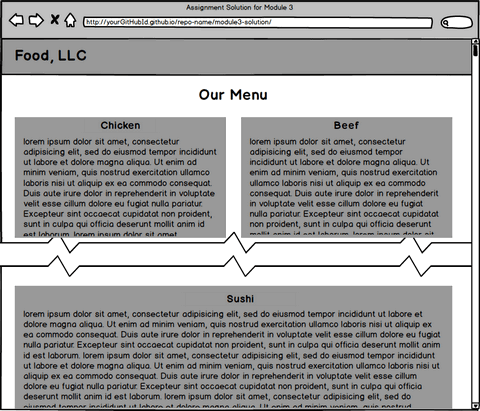 Assignment Solution for Module 3
http://yourGitHubId.github.io/repo-name/module3-solution/
Food, LLC
Our Menu
Chicken
lorem ipsum dolor sit amet, consectetur
adipisicing elit, sed do eiusmod tempor incididunt
ut labore et dolore magna aliqua. Ut enim ad
minim veniam, quis nostrud exercitation ullamco
laboris nisi ut aliquip ex ea commodo consequat.
Duis aute irure dolor in reprehenderit in voluptate
velit esse cillum dolore eu fugiat nulla pariatur.
Excepteur sint occaecat cupidatat non proident,
sunt in culpa qui officia deserunt mollit anim id
est laborum. lorem ipsum dolor sit amet
Beef
lorem ipsum dolor sit amet, consectetur
adipisicing elit, sed do eiusmod tempor
incididunt ut labore et dolore magna aliqua. Ut
enim ad minim veniam, quis nostrud exercitation
ullamco laboris nisi ut aliquip ex ea commodo
consequat. Duis aute irure dolor in reprehenderit
in voluptate velit esse cillum dolore eu fugiat
nulla pariatur. Excepteur sint occaecat cupidatat
non proident, sunt in culpa qui officia deserunt
mollit anim id est laborum. lorem ipsum dolor sit
Sushi
lorem ipsum dolor sit amet, consectetur adipisicing elit, sed do eiusmod tempor incididunt ut labore et
dolore magna aliqua. Ut enim ad minim veniam, quis nostrud exercitation ullamco laboris nisi ut aliquip ex
ea commodo consequat. Duis aute irure dolor in reprehenderit in voluptate velit esse cillum dolore eu
fugiat nulla pariatur. Excepteur sint occaecat cupidatat non proident, sunt in culpa qui officia deserunt
mollit anim id est laborum. lorem ipsum dolor sit amet, consectetur adipisicing elit, sed do eiusmod tempor incididunt
ut labore et dolore magna aliqua. Ut enim ad minim veniam, quis nostrud exercitation ullamco laboris nisi ut
aliquip ex ea commodo consequat. Duis aute irure dolor in reprehenderit in voluptate velit esse cillum
dolore eu fugiat nulla pariatur. Excepteur sint occaecat cupidatat non proident, sunt in culpa qui officia
deserunt mollit anim id est laborum. lorem ipsum dolor sit amet, consectetur adipisicing elit, sed do